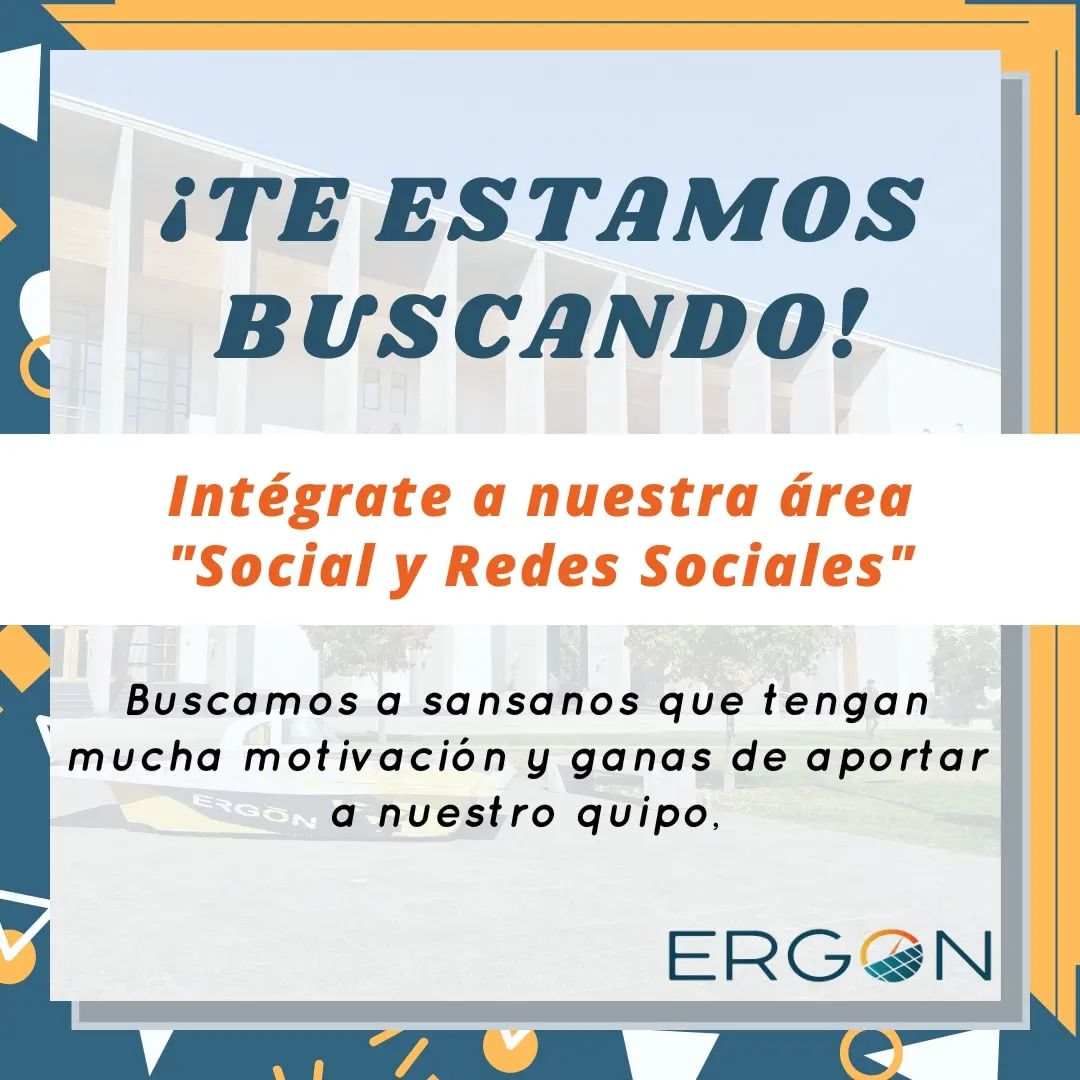 ¡TE ESTAMOS
BUSCANDO!
Intégrate a nuestra área
"Social y Redes Sociales"
Buscamos a sansanos que tengan
mucha motivación y ganas de aportar
a nuestro quipo,
ERGON
ERGON